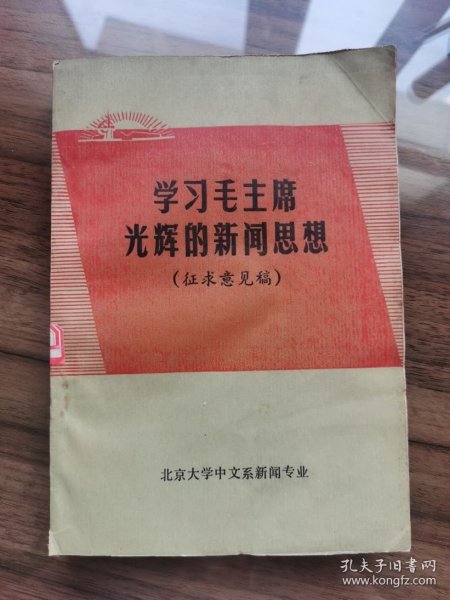 学习毛主席
光辉的新闻思想
(征求意见稿)
北京大学中文系新闻专业
孔夫子旧书网
www.kongfz.com